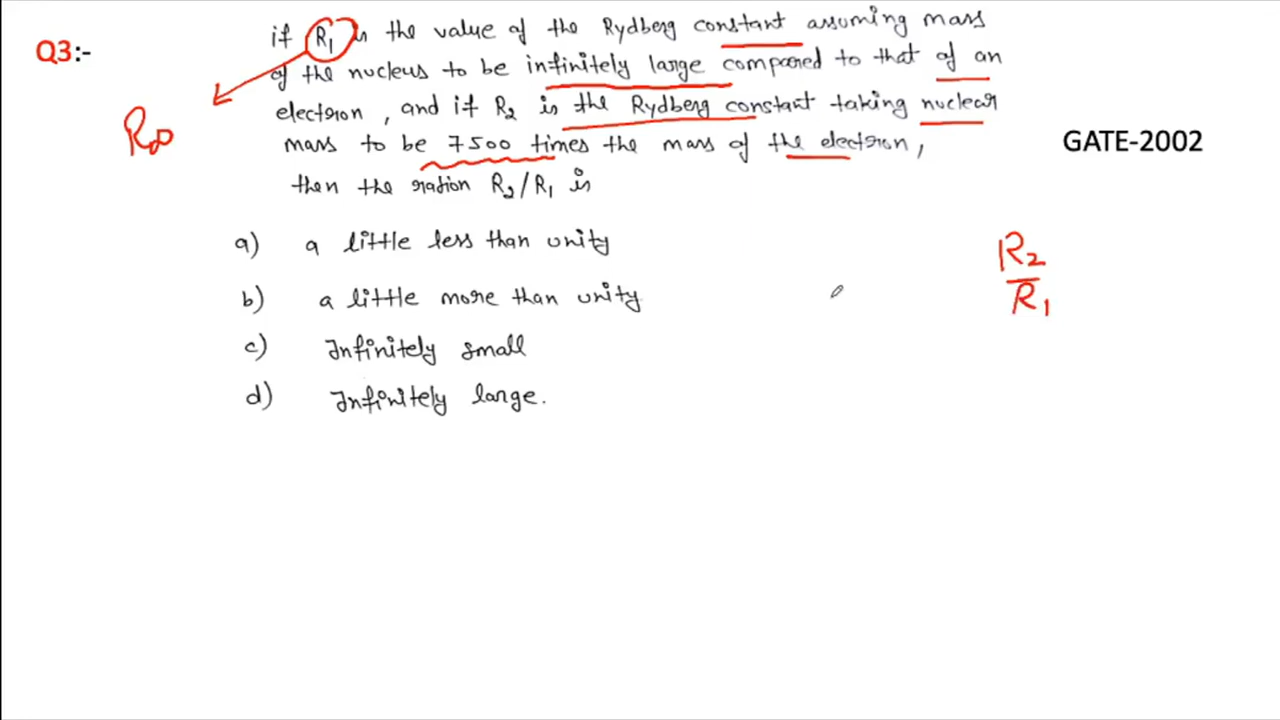 if R₁ is the value of the Rydberg constant assuming mass
Q3:-
of the nucleus to be infinitely large compared to that of an
electron, and if R₂ is the Rydberg constant taking nuclear
R∞
mass to be 7500 times the mass of the electron,
GATE-2002
then the ration R₂/R₁ is
a) a little less than unity
b) a little more than unity
c) Infinitely small
d) Infinitely large.
R₂
R₁